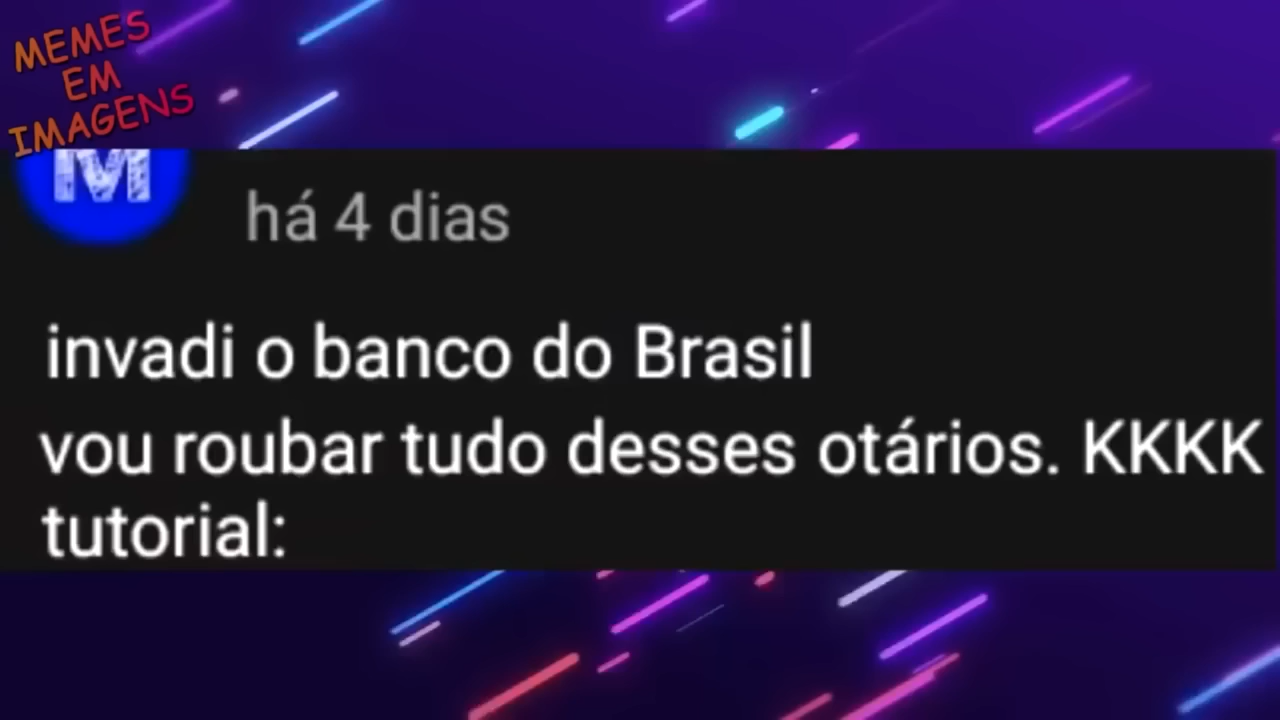 MEMES
EM
IMAGENS
M
há 4 dias
invadi o banco do Brasil
vou roubar tudo desses otários. KKKK
tutorial: